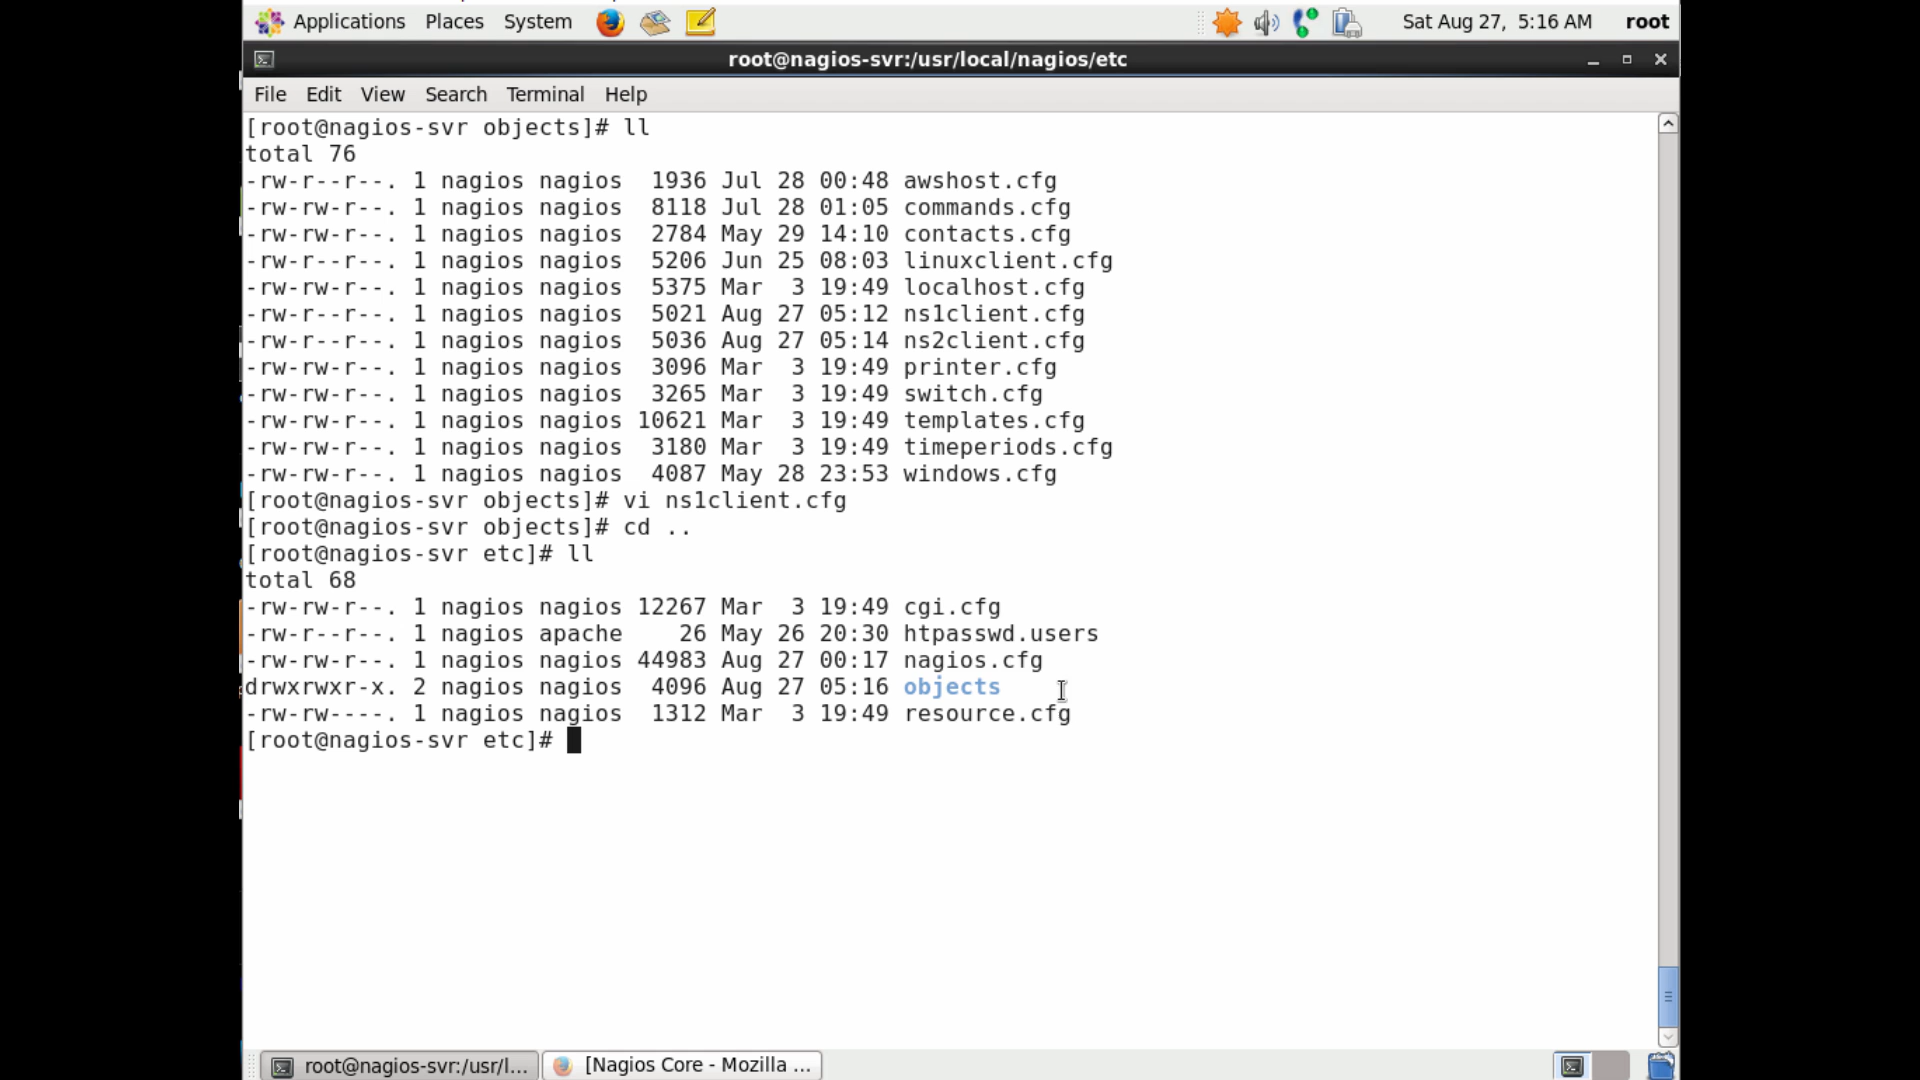 Applications Places System Sat Aug 27, 5:16 AM root
root@nagios-svr:/usr/local/nagios/etc
File Edit View Search Terminal Help
[root@nagios-svr objects]# ll
total 76
-rw-r--r--. 1 nagios nagios  1936 Jul 28 00:48 awshost.cfg
-rw-rw-r--. 1 nagios nagios  8118 Jul 28 01:05 commands.cfg
-rw-rw-r--. 1 nagios nagios  2784 May 29 14:10 contacts.cfg
-rw-r--r--. 1 nagios nagios  5206 Jun 25 08:03 linuxclient.cfg
-rw-rw-r--. 1 nagios nagios  5375 Mar  3 19:49 localhost.cfg
-rw-r--r--. 1 nagios nagios  5021 Aug 27 05:12 ns1client.cfg
-rw-r--r--. 1 nagios nagios  5036 Aug 27 05:14 ns2client.cfg
-rw-rw-r--. 1 nagios nagios  3096 Mar  3 19:49 printer.cfg
-rw-rw-r--. 1 nagios nagios  3265 Mar  3 19:49 switch.cfg
-rw-rw-r--. 1 nagios nagios 10621 Mar  3 19:49 templates.cfg
-rw-rw-r--. 1 nagios nagios  3180 Mar  3 19:49 timeperiods.cfg
-rw-rw-r--. 1 nagios nagios  4087 May 28 23:53 windows.cfg
[root@nagios-svr objects]# vi ns1client.cfg
[root@nagios-svr objects]# cd ..
[root@nagios-svr etc]# ll
total 68
-rw-rw-r--. 1 nagios nagios 12267 Mar  3 19:49 cgi.cfg
-rw-r--r--. 1 nagios apache    26 May 26 20:30 htpasswd.users
-rw-rw-r--. 1 nagios nagios 44983 Aug 27 00:17 nagios.cfg
drwxrwxr-x. 2 nagios nagios  4096 Aug 27 05:16 objects
-rw-rw----. 1 nagios nagios  1312 Mar  3 19:49 resource.cfg
[root@nagios-svr etc]#
root@nagios-svr:/usr/l... [Nagios Core - Mozilla ...